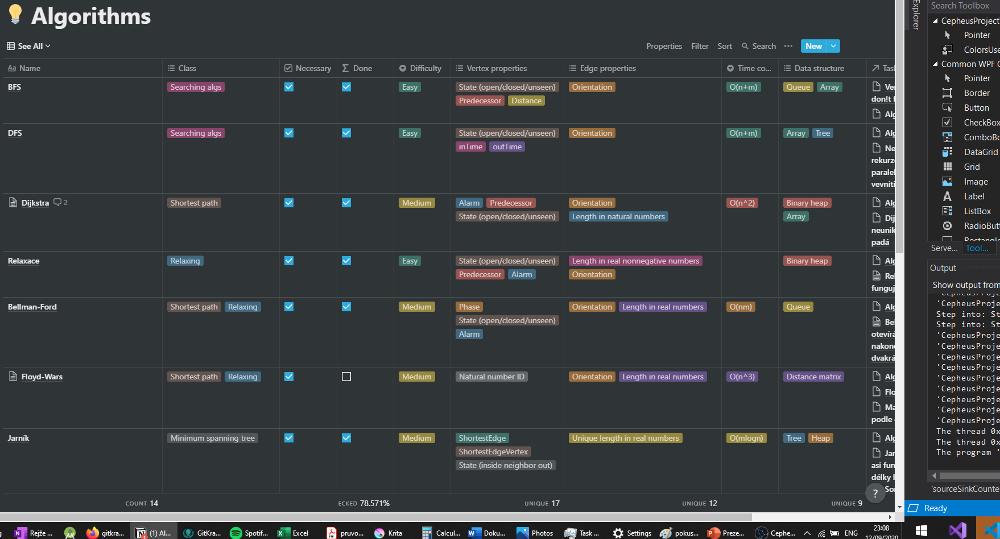 Algorithms
See All
Properties Filter Sort Search ••• New
Aa Name Class Necessary Σ Done Difficulty Vertex properties Edge properties Time co... Data structure Tas
BFS Searching algs Easy State (open/closed/unseen) Orientation O(n+m) Queue Array
Predecessor Distance don!t
DFS Searching algs Easy State (open/closed/unseen) Orientation O(n+m) Array Tree Alg
inTime outTime Ne
rekurz
paralel
vevniti
Dijkstra 2 Shortest path Medium Alarm Predecessor Orientation O(n^2) Binary heap Alg
State (open/closed/unseen) Length in natural numbers Array Dij
neunik
padá
Relaxace Relaxing Easy State (open/closed/unseen) Length in real nonnegative numbers Binary heap Alg
Predecessor Alarm Orientation Rel
funguj
Bellman-Ford Shortest path Relaxing Medium Phase Orientation Length in real numbers O(nm) Queue Alg
State (open/closed/unseen) Bel
Alarm otevírá
nakon
dvakrá
Floyd-Wars Shortest path Relaxing Medium Natural number ID Orientation Length in real numbers O(n^3) Distance matrix Alg
Flo
Ma
podle
Jarník Minimum spanning tree Medium ShortestEdge Unique length in real numbers O(mlogn) Tree Heap Alg
ShortestEdgeVertex Jar
State (inside neighbor out) asi fun
délky
So
?
COUNT 14 ECKED 78.571% UNIQUE 17 UNIQUE 12 UNIQUE 9
Explorer
Search Toolbox
CepheusProject
Pointer
ColorsUse
Common WPF C
Pointer
Border
Button
CheckBox
ComboBo
DataGrid
Grid
Image
Label
ListBox
RadioButt
Rectangle
Serve... Tool...
Output
Show output from
'CepheusProje
'CepheusProje
Step into: St
Step into: St
'CepheusProje
'CepheusProje
'CepheusProje
'CepheusProje
'CepheusProje
'CepheusProje
'CepheusProje
'CepheusProje
'CepheusProje
The thread 0x
The thread 0x
The program '
'sourceSinkCounte
Ready
Rejže ... gitkra... (1) Al... GitKra... Spotif... Excel pruvo... Krita Calcul... Doku... Photos Task ... Settings pokus... Preze... Cephe... ENG 23:08
12/09/2020